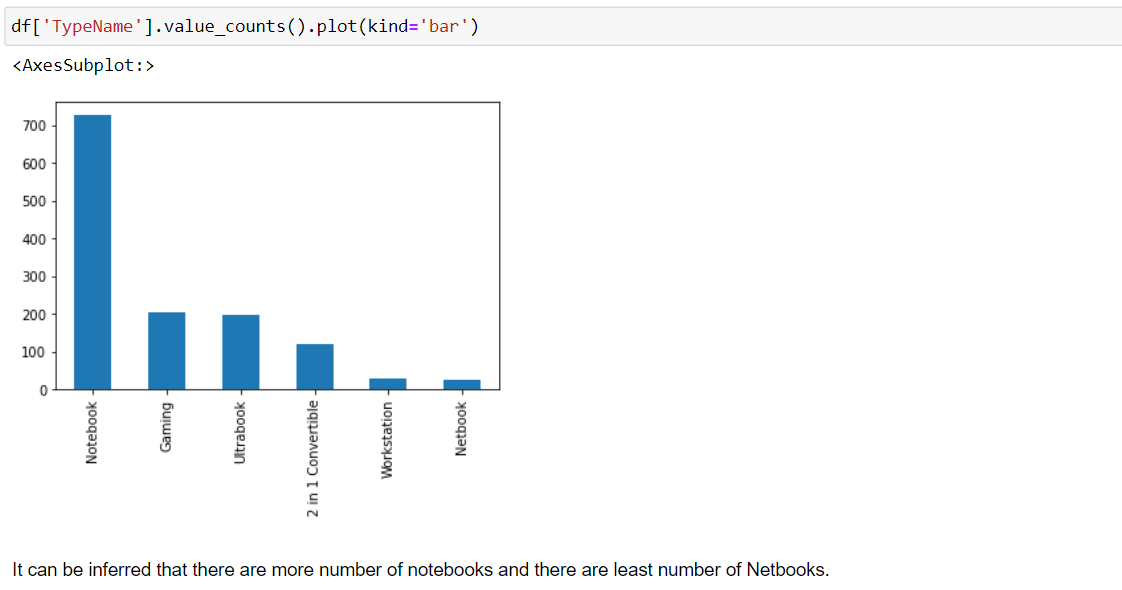 df['TypeName'].value_counts().plot(kind='bar')
<AxesSubplot:>
700
600
500
400
300
200
100
0
Notebook
Gaming
Ultrabook
2 in 1 Convertible
Workstation
Netbook
It can be inferred that there are more number of notebooks and there are least number of Netbooks.